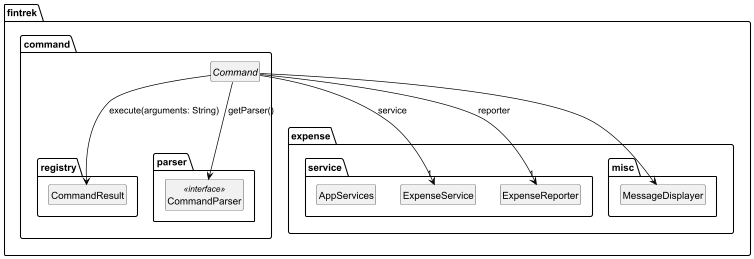 fintrek
command
Command
execute(arguments: String)
getParser()
service
reporter
expense
registry
parser
service
misc
CommandResult
«interface»
CommandParser
AppServices
ExpenseService
ExpenseReporter
MessageDisplayer